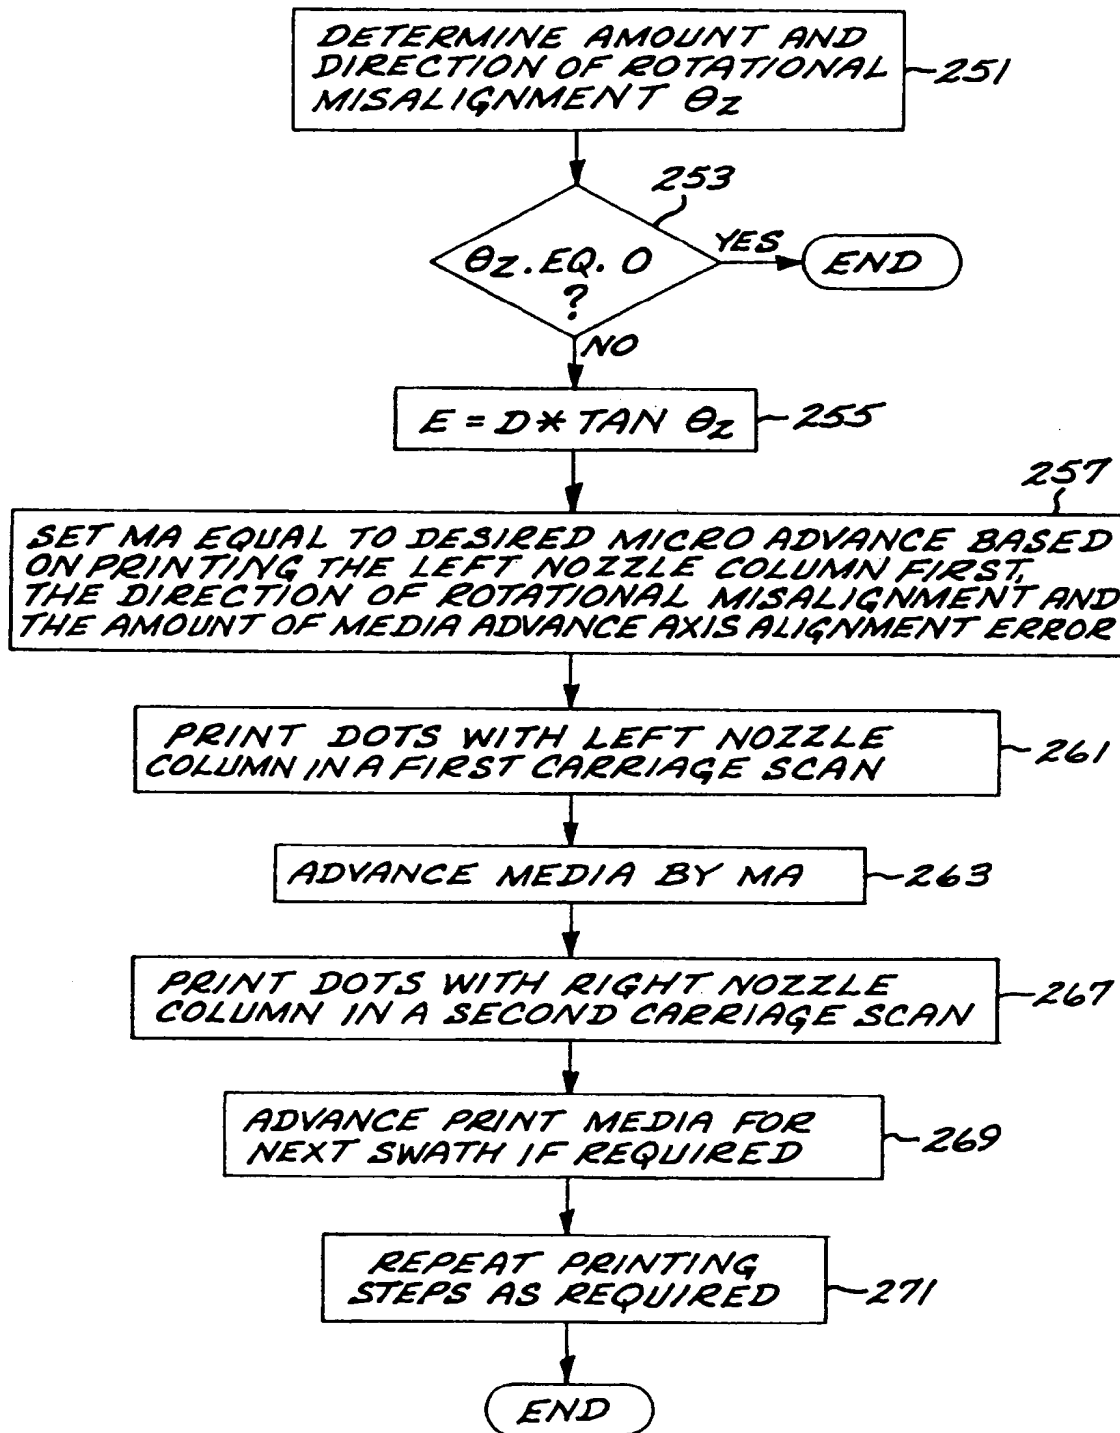 DETERMINE AMOUNT AND
DIRECTION OF ROTATIONAL
MISALIGNMENT θz
251
253
θz.EQ. 0
?
YES
END
NO
E = D* TAN θz
255
257
SET MA EQUAL TO DESIRED MICRO ADVANCE BASED
ON PRINTING THE LEFT NOZZLE COLUMN FIRST,
THE DIRECTION OF ROTATIONAL MISALIGNMENT AND
THE AMOUNT OF MEDIA ADVANCE AXIS ALIGNMENT ERROR
PRINT DOTS WITH LEFT NOZZLE
COLUMN IN A FIRST CARRIAGE SCAN
261
ADVANCE MEDIA BY MA
263
PRINT DOTS WITH RIGHT NOZZLE
COLUMN IN A SECOND CARRIAGE SCAN
267
ADVANCE PRINT MEDIA FOR
NEXT SWATH IF REQUIRED
269
REPEAT PRINTING
STEPS AS REQUIRED
271
END